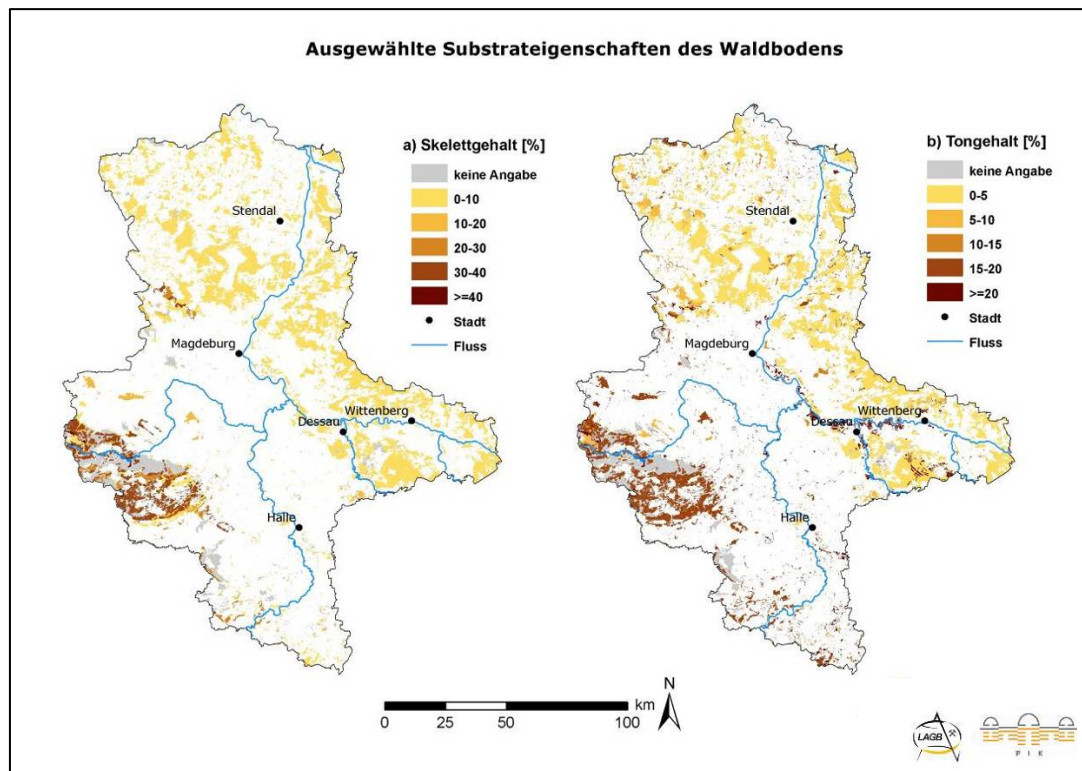 Ausgewählte Substrateigenschaften des Waldbodens
a) Skelettgehalt [%]
keine Angabe
0-10
10-20
20-30
30-40
>=40
Stadt
Fluss
Stendal
Magdeburg
Wittenberg
Dessau
Halle
b) Tongehalt [%]
keine Angabe
0-5
5-10
10-15
15-20
>=20
Stadt
Fluss
Stendal
Magdeburg
Wittenberg
Dessau
Halle
N
km
0 25 50 100
LAGB
P I K